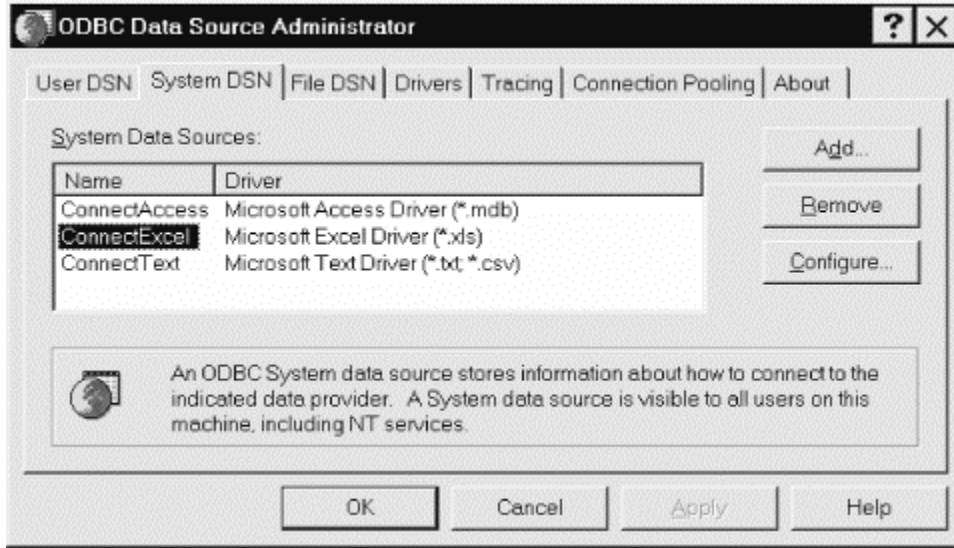 ODBC Data Source Administrator
? X
User DSN System DSN File DSN Drivers Tracing Connection Pooling About
System Data Sources:
Add...
Name Driver
ConnectAccess Microsoft Access Driver (*.mdb)
Remove
ConnectExcel Microsoft Excel Driver (*.xls)
ConnectText Microsoft Text Driver (*.txt; *.csv)
Configure...
An ODBC System data source stores information about how to connect to the
indicated data provider. A System data source is visible to all users on this
machine, including NT services.
OK Cancel Apply Help